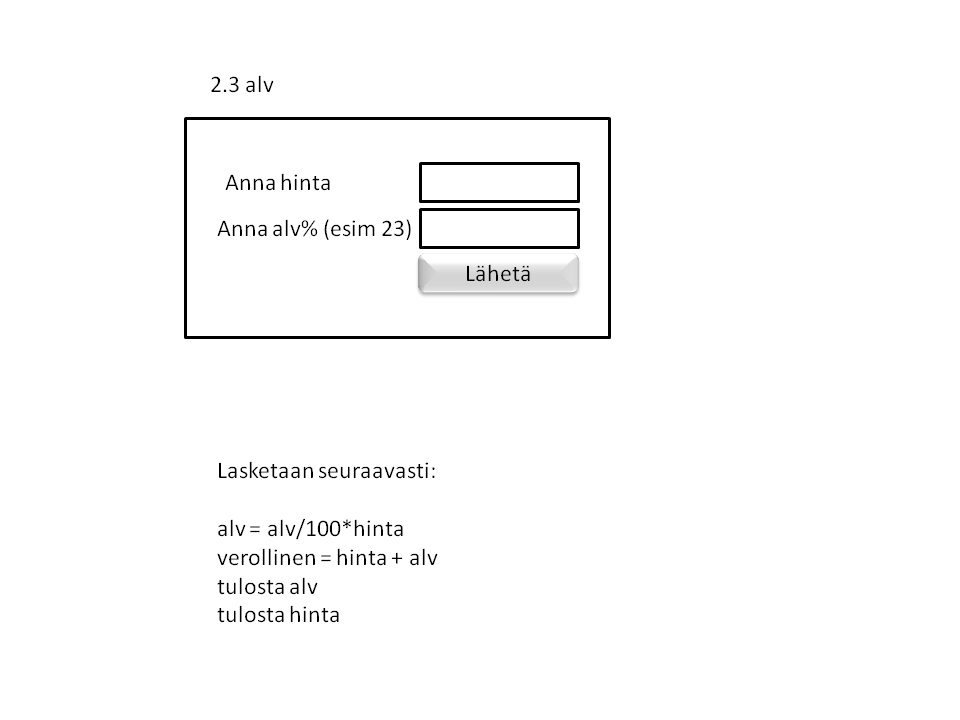 2.3 alv
Anna hinta
Anna alv% (esim 23)
Lähetä
Lasketaan seuraavasti:
alv = alv/100*hinta
verollinen = hinta + alv
tulosta alv
tulosta hinta